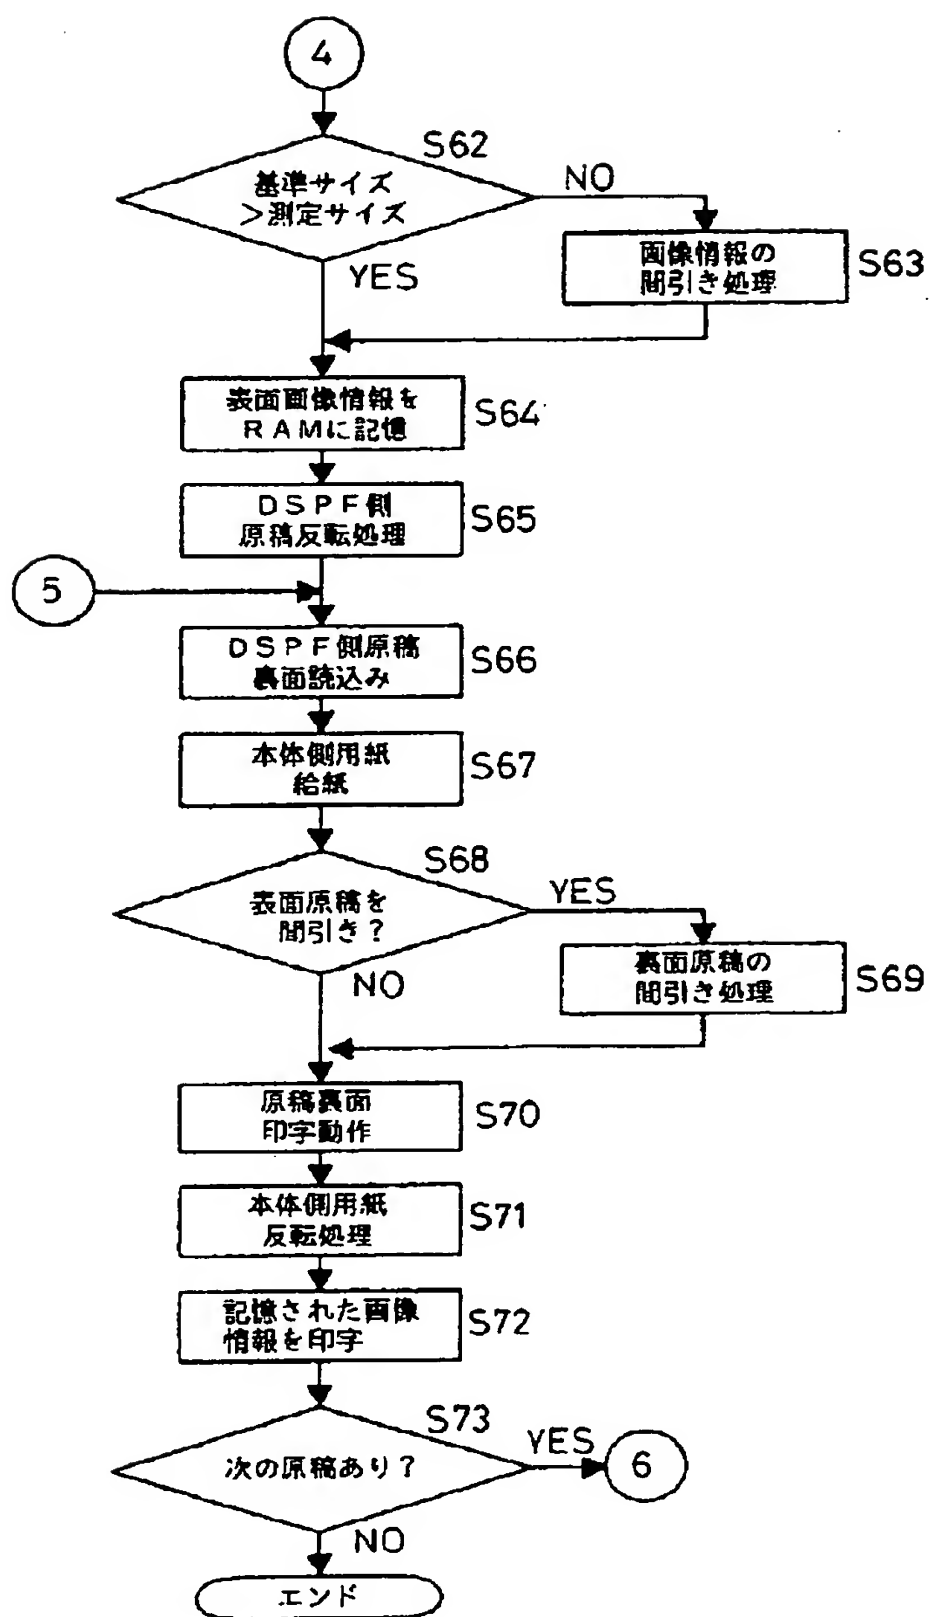 4
S62
基準サイズ
>測定サイズ
NO
YES
画像情報の
間引き処理
S63
表面画像情報を
RAMに記憶
S64
DSPF側
原稿反転処理
S65
5
DSPF側原稿
裏面読込み
S66
本体側用紙
給紙
S67
S68
表面原稿を
間引き？
YES
NO
裏面原稿の
間引き処理
S69
原稿裏面
印字動作
S70
本体側用紙
反転処理
S71
記憶された画像
情報を印字
S72
S73
次の原稿あり？
YES
6
NO
エンド